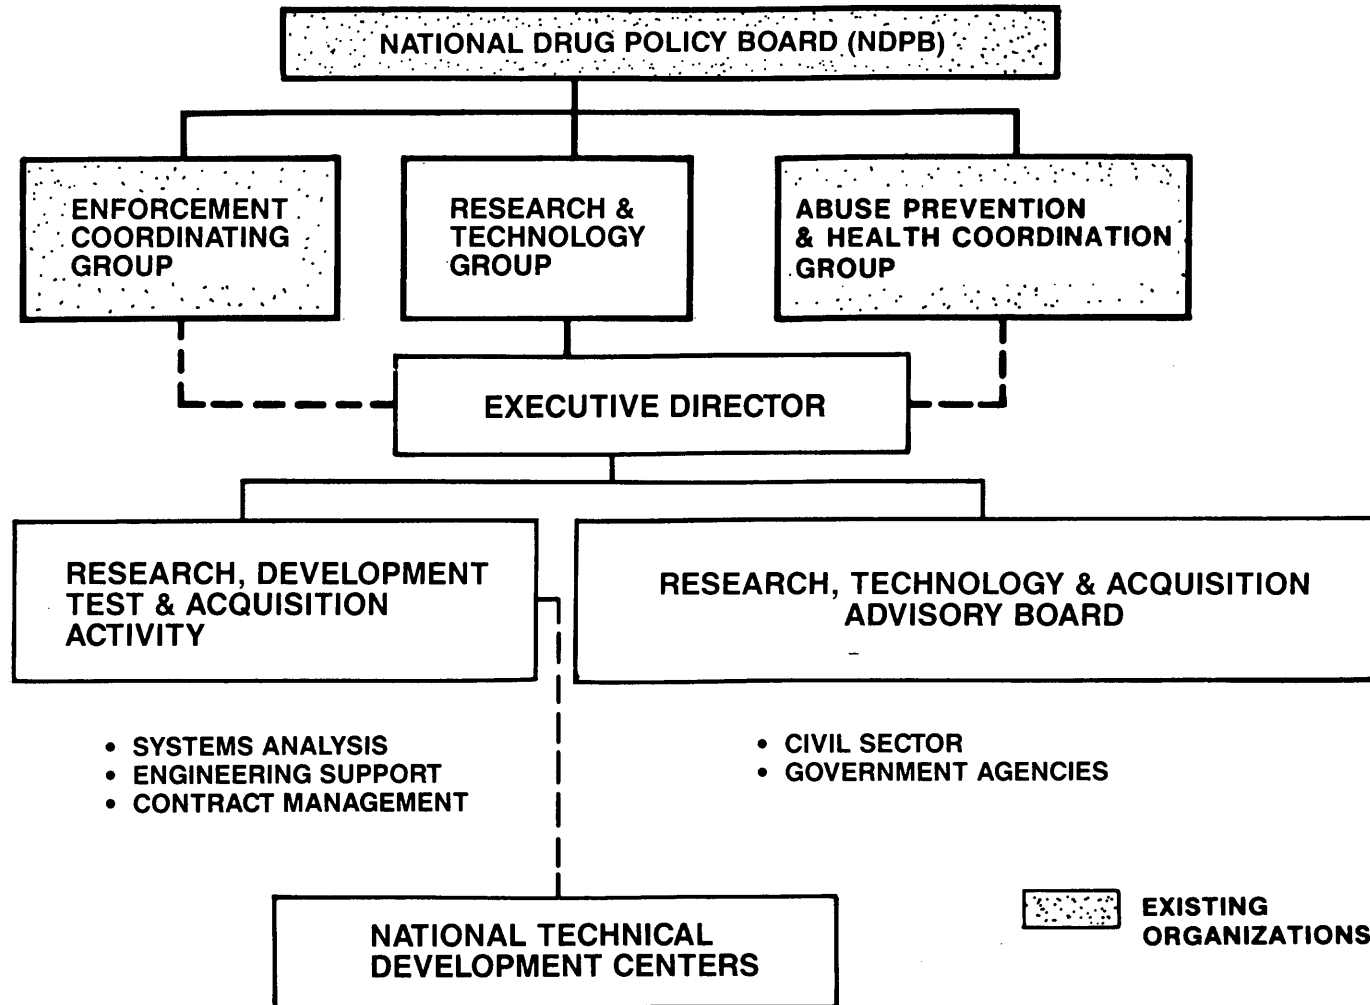 NATIONAL DRUG POLICY BOARD (NDPB)
ENFORCEMENT
COORDINATING
GROUP
RESEARCH &
TECHNOLOGY
GROUP
ABUSE PREVENTION
& HEALTH COORDINATION
GROUP
EXECUTIVE DIRECTOR
RESEARCH, DEVELOPMENT
TEST & ACQUISITION
ACTIVITY
RESEARCH, TECHNOLOGY & ACQUISITION
ADVISORY BOARD
• SYSTEMS ANALYSIS
• ENGINEERING SUPPORT
• CONTRACT MANAGEMENT
• CIVIL SECTOR
• GOVERNMENT AGENCIES
NATIONAL TECHNICAL
DEVELOPMENT CENTERS
EXISTING
ORGANIZATIONS